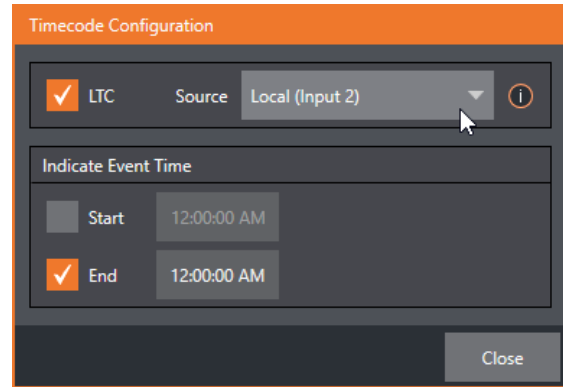 Timecode Configuration
LTC Source Local (Input 2)
Indicate Event Time
Start 12:00:00 AM
End 12:00:00 AM
Close